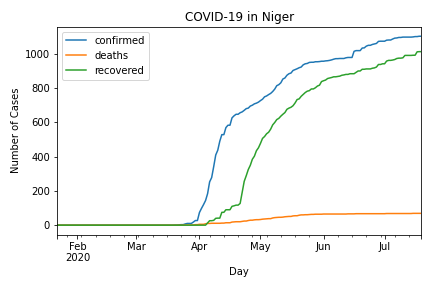 COVID-19 in Niger
confirmed
deaths
recovered
Number of Cases
1000
800
600
400
200
0
Feb
2020
Mar
Apr
May
Jun
Jul
Day